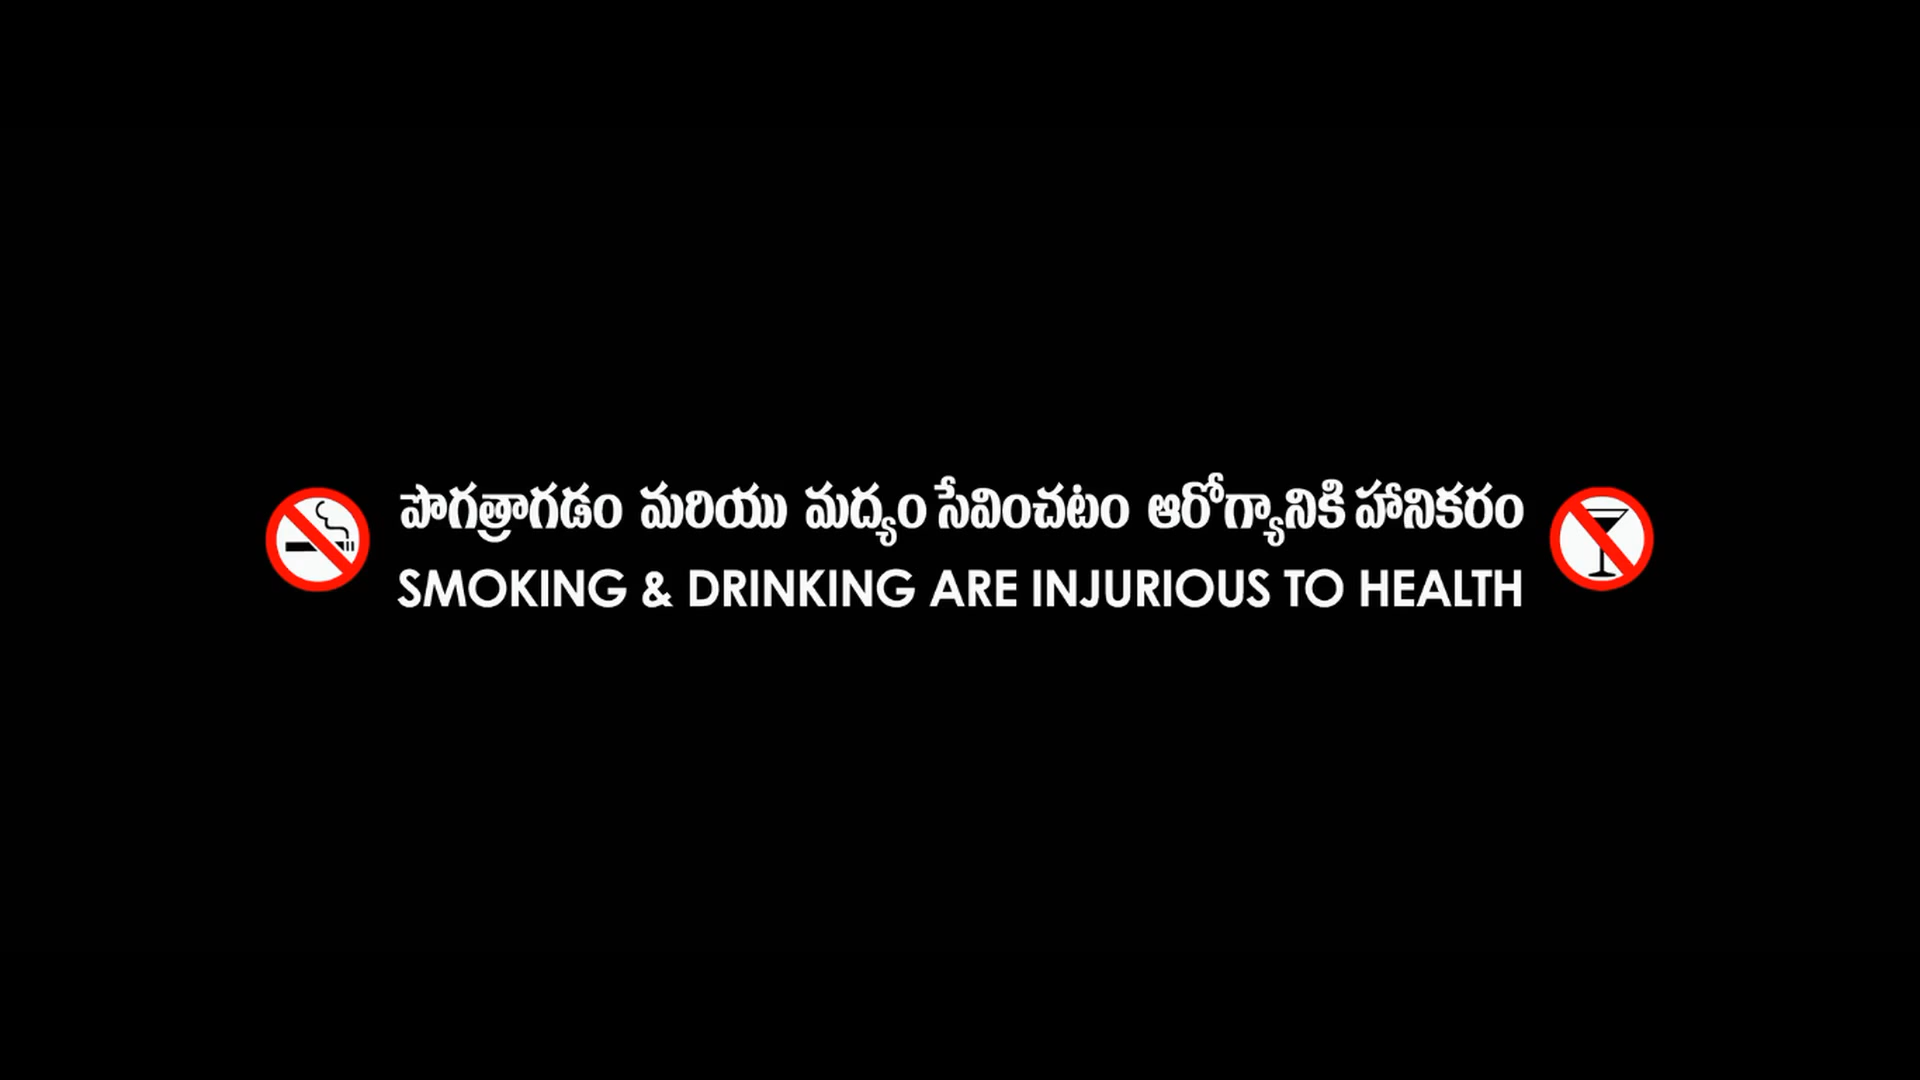 పొగత్రాగడం మరియు మద్యం సేవించటం ఆరోగ్యానికి హానికరం
SMOKING & DRINKING ARE INJURIOUS TO HEALTH